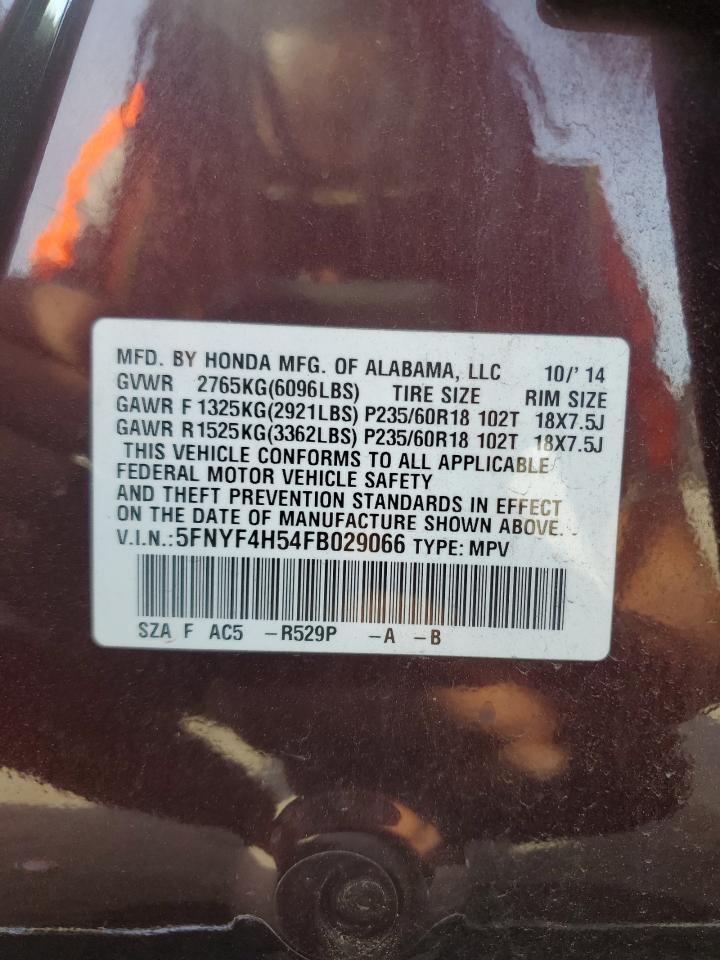 MFD. BY HONDA MFG. OF ALABAMA, LLC 10/' 14
GVWR 2765KG(6096LBS) TIRE SIZE RIM SIZE
GAWR F 1325KG(2921LBS) P235/60R18 102T 18X7.5J
GAWR R 1525KG(3362LBS) P235/60R18 102T 18X7.5J
THIS VEHICLE CONFORMS TO ALL APPLICABLE
FEDERAL MOTOR VEHICLE SAFETY
AND THEFT PREVENTION STANDARDS IN EFFECT
ON THE DATE OF MANUFACTURE SHOWN ABOVE.
V.I.N.:5FNYF4H54FB029066 TYPE: MPV
SZA F AC5 -R529P -A -B